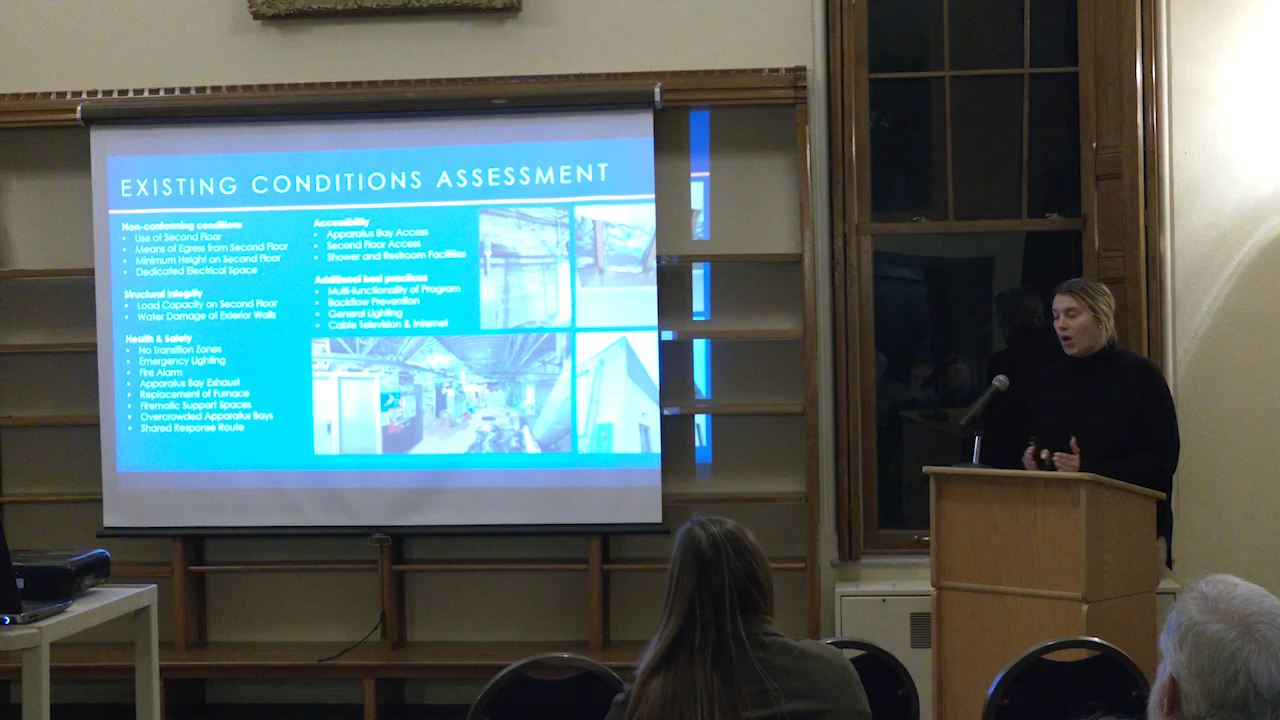 EXISTING CONDITIONS ASSESSMENT
Non-conforming conditions
• Use of Second Floor
• Means of Egress from Second Floor
• Minimum Height on Second Floor
• Dedicated Electrical Space
Structural Integrity
• Load Capacity on Second Floor
• Water Damage at Exterior Walls
Health & Safety
• No Transition Zones
• Emergency Lighting
• Fire Alarm
• Apparatus Bay Exhaust
• Replacement of Furnace
• Firematic Support Spaces
• Overcrowded Apparatus Bays
• Shared Response Route
Accessibility
• Apparatus Bay Access
• Second Floor Access
• Shower and Restroom Facilities
Additional best practices
• Multi-functionality of Program
• Backflow Prevention
• General Lighting
• Cable Television & Internet